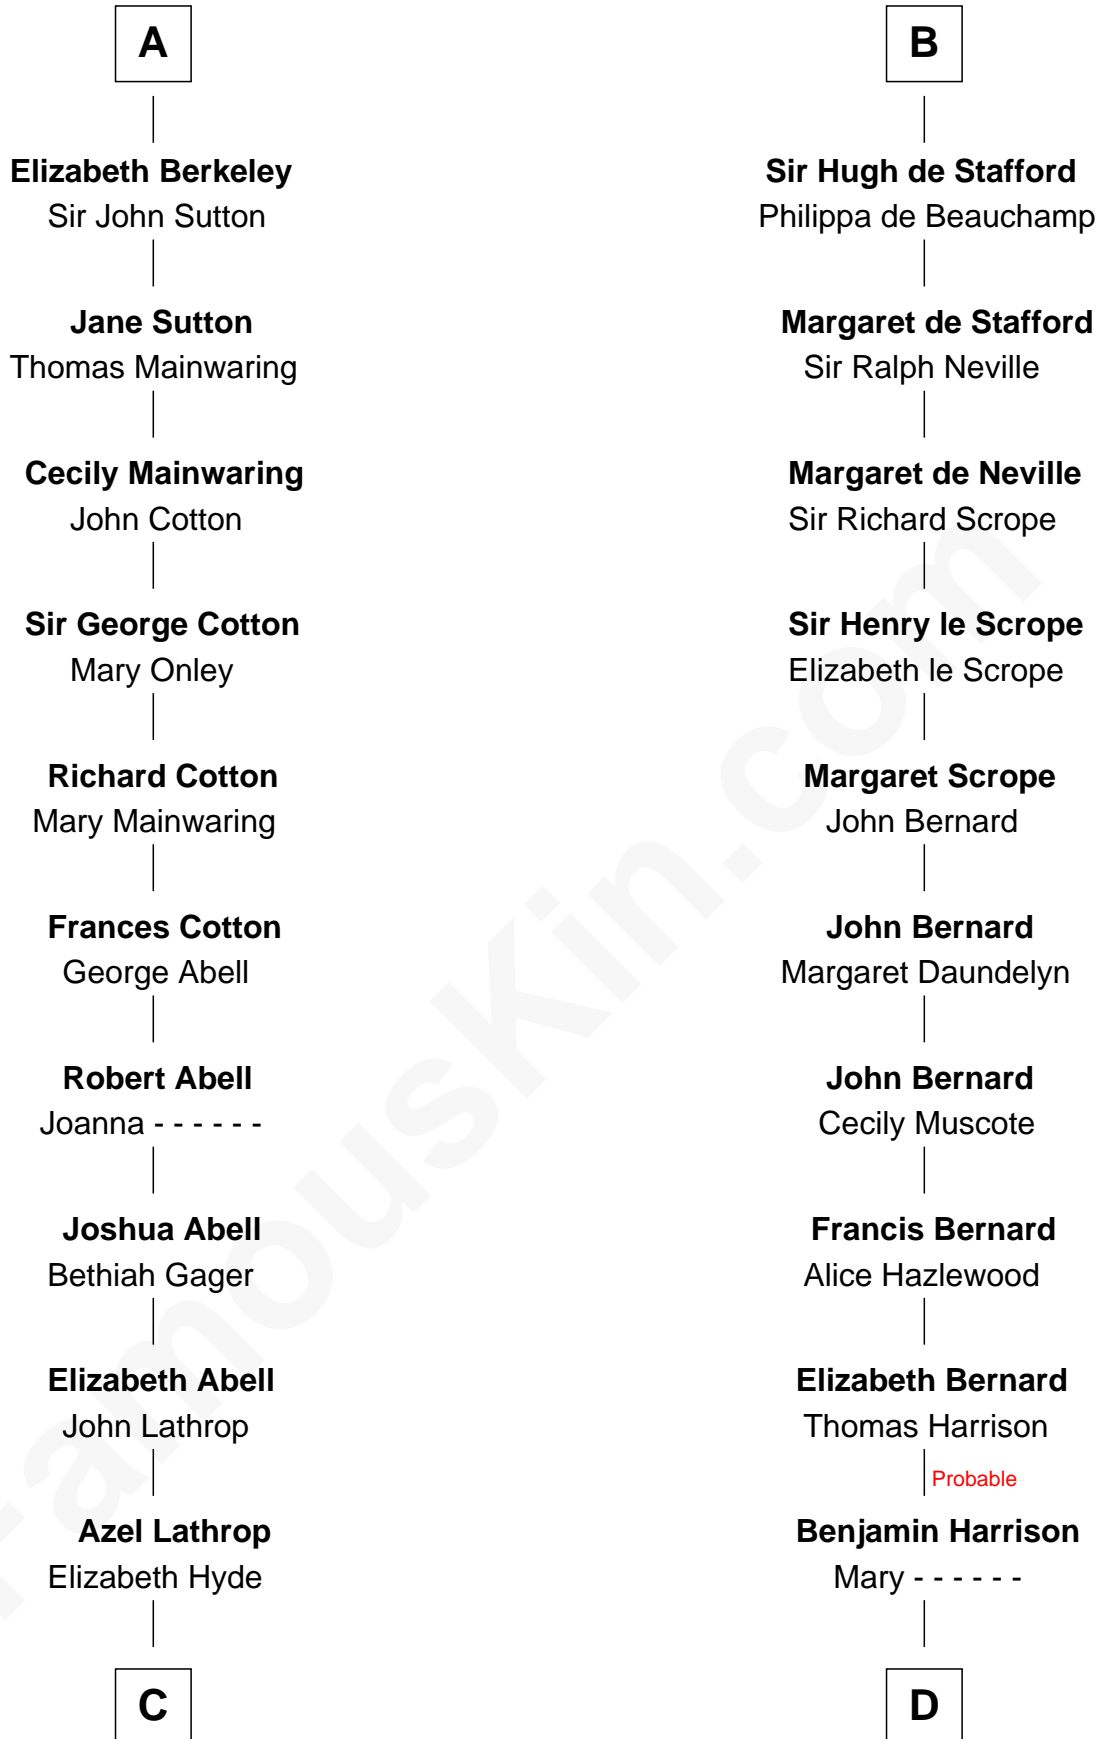 A
Elizabeth Berkeley
Sir John Sutton
Jane Sutton
Thomas Mainwaring
Cecily Mainwaring
John Cotton
Sir George Cotton
Mary Onley
Richard Cotton
Mary Mainwaring
Frances Cotton
George Abell
Robert Abell
Joanna - - - - - -
Joshua Abell
Bethiah Gager
Elizabeth Abell
John Lathrop
Azel Lathrop
Elizabeth Hyde
C
B
Sir Hugh de Stafford
Philippa de Beauchamp
Margaret de Stafford
Sir Ralph Neville
Margaret de Neville
Sir Richard Scrope
Sir Henry le Scrope
Elizabeth le Scrope
Margaret Scrope
John Bernard
John Bernard
Margaret Daundelyn
John Bernard
Cecily Muscote
Francis Bernard
Alice Hazlewood
Elizabeth Bernard
Thomas Harrison
Probable
Benjamin Harrison
Mary - - - - - -
D
FamousKin.com